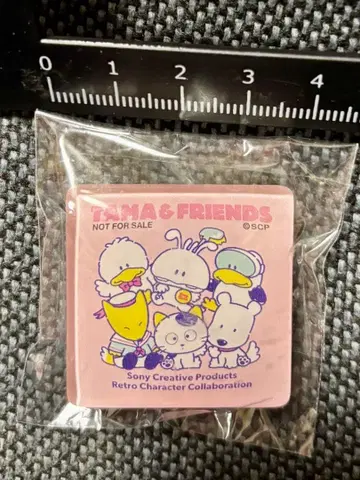 0 1 2 3 4
TAMA & FRIENDS
NOT FOR SALE ©SCP
Sony Creative Products
Retro Character Collaboration